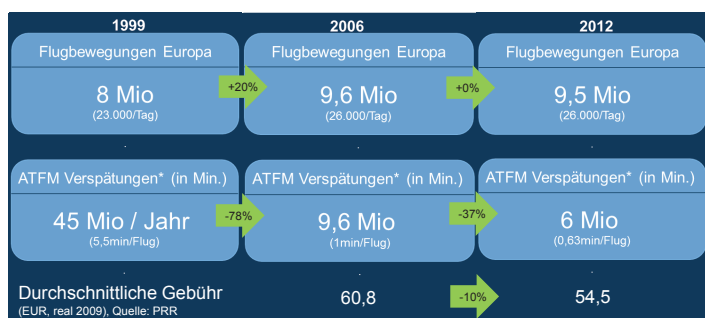 1999 2006 2012
Flugbewegungen Europa Flugbewegungen Europa Flugbewegungen Europa
8 Mio +20% 9,6 Mio +0% 9,5 Mio
(23.000/Tag) (26.000/Tag) (26.000/Tag)
ATFM Verspätungen* (in Min.) ATFM Verspätungen* (in Min.) ATFM Verspätungen* (in Min.)
45 Mio / Jahr -78% 9,6 Mio -37% 6 Mio
(5,5min/Flug) (1min/Flug) (0,63min/Flug)
Durchschnittliche Gebühr 60,8 -10% 54,5
(EUR, real 2009), Quelle: PRR